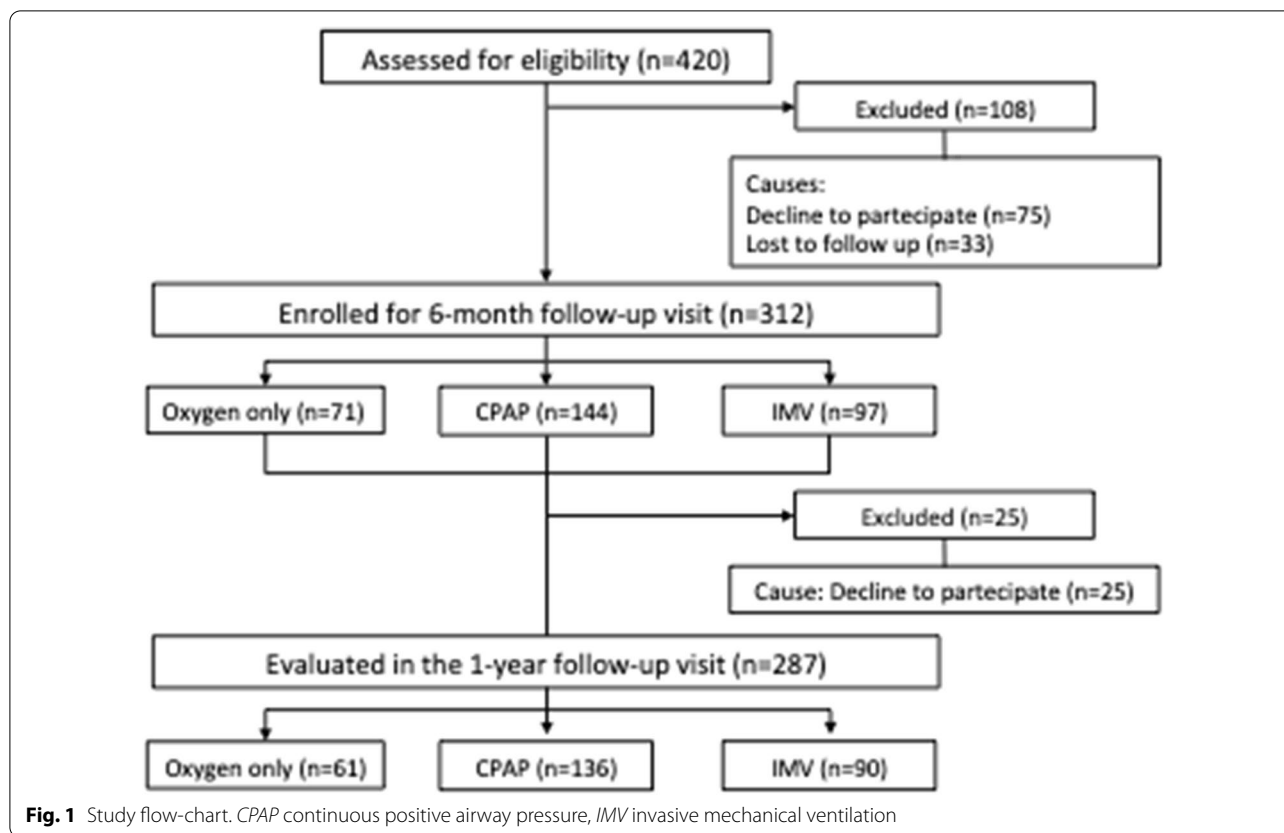 Assessed for eligibility (n=420)
Excluded (n=108)
Causes:
Decline to partecipate (n=75)
Lost to follow up (n=33)
Enrolled for 6-month follow-up visit (n=312)
Oxygen only (n=71)
CPAP (n=144)
IMV (n=97)
Excluded (n=25)
Cause: Decline to partecipate (n=25)
Evaluated in the 1-year follow-up visit (n=287)
Oxygen only (n=61)
CPAP (n=136)
IMV (n=90)
Fig. 1 Study flow-chart. CPAP continuous positive airway pressure, IMV invasive mechanical ventilation